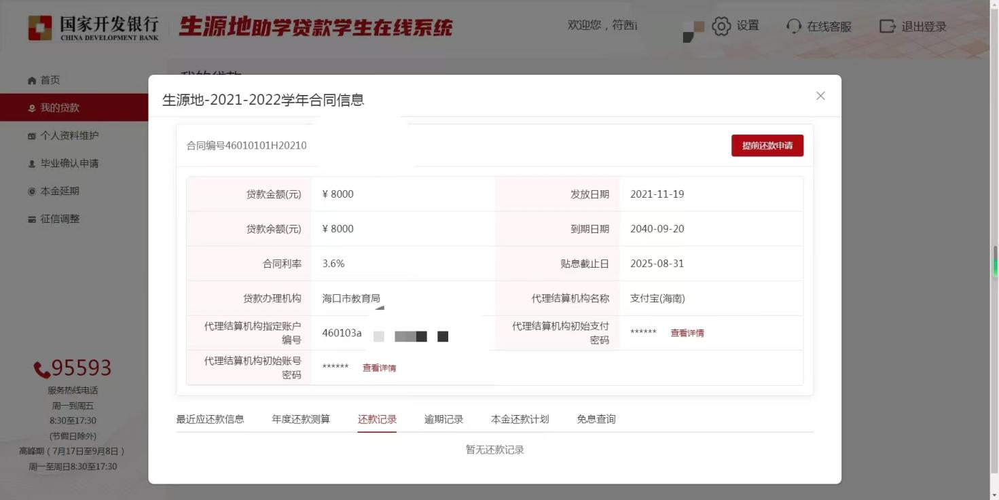 国家开发银行
CHINA DEVELOPMENT BANK
生源地助学贷款学生在线系统
欢迎您，符茜
设置
在线客服
退出登录
首页
我的贷款
我的贷款
个人资料维护
毕业确认申请
本金延期
征信调整
95593
服务热线电话
周一到周五
8:30至17:30
(节假日除外)
高峰期（7月17日至9月8日）
周一至周日8:30至17:30
生源地-2021-2022学年合同信息
合同编号46010101H20210
提前还款申请
贷款金额(元) ¥ 8000 发放日期 2021-11-19
贷款余额(元) ¥ 8000 到期日期 2040-09-20
合同利率 3.6% 贴息截止日 2025-08-31
贷款办理机构 海口市教育局 代理结算机构名称 支付宝(海南)
代理结算机构指定账户
编号
460103a
代理结算机构初始支付
密码
****** 查看详情
代理结算机构初始账号
密码
****** 查看详情
最近应还款信息 年度还款测算 还款记录 逾期记录 本金还款计划 免息查询
暂无还款记录